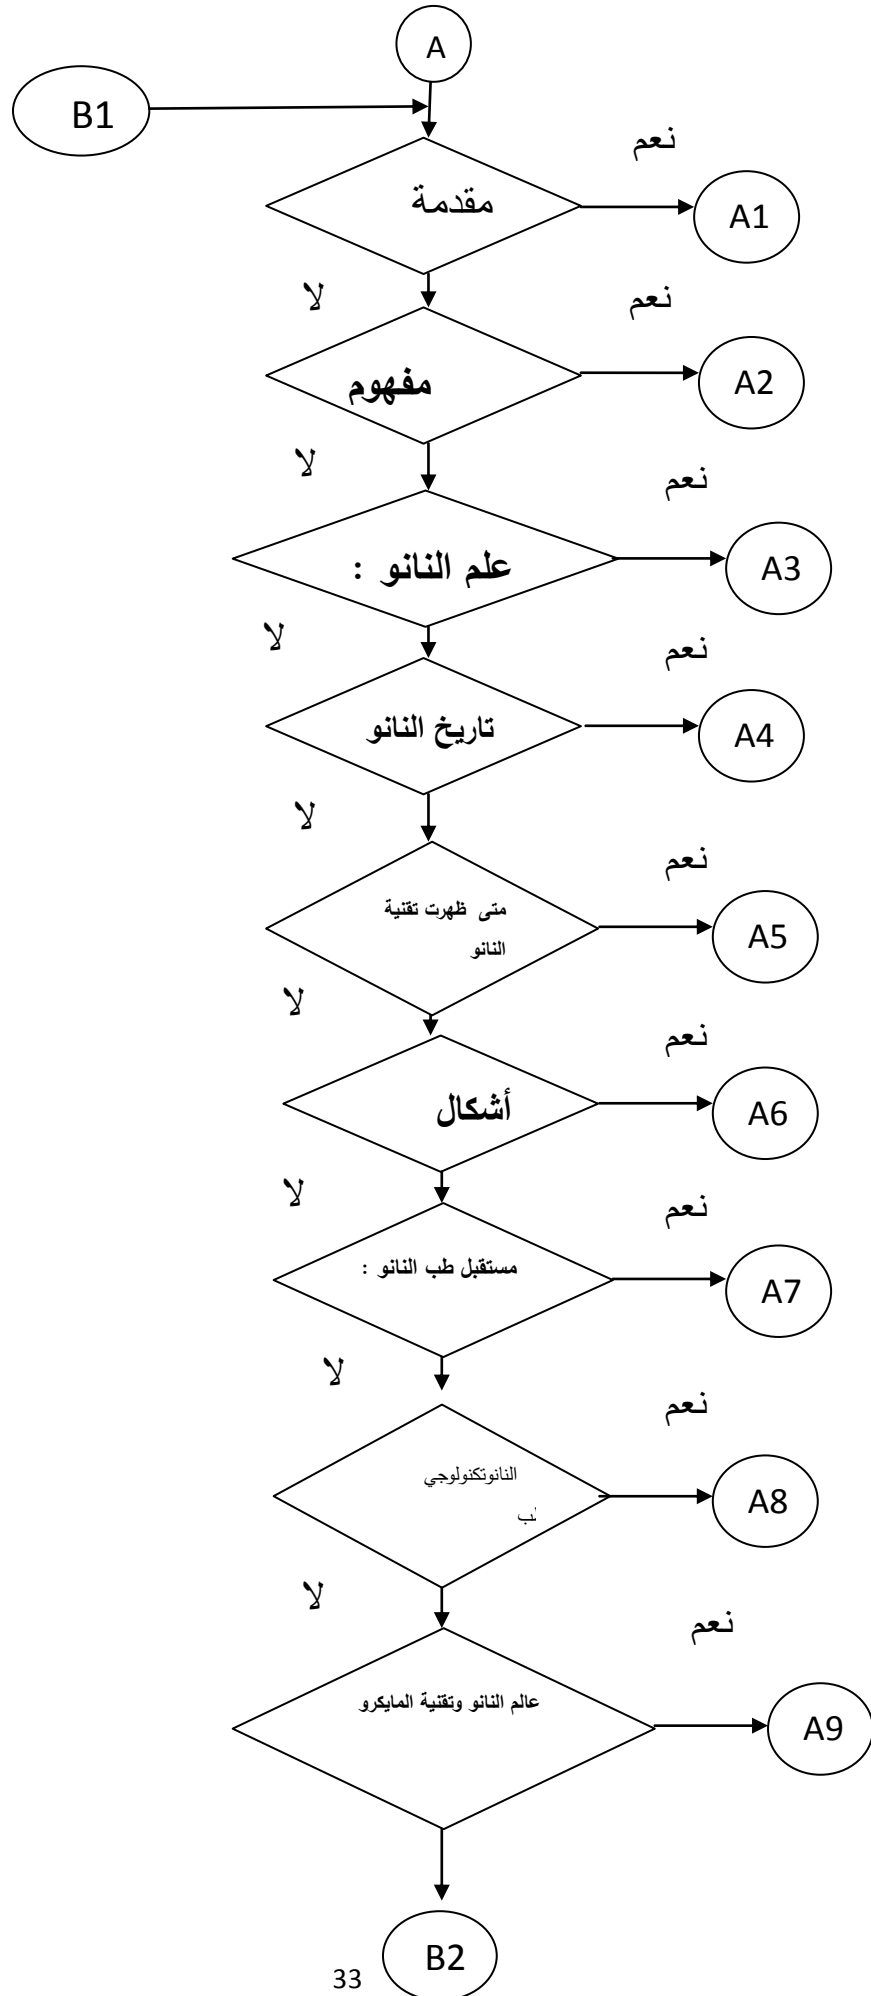 A
B1
نعم
مقدمة
A1
لا
نعم
مفهوم
A2
لا
نعم
علم النانو :
A3
لا
نعم
تاريخ النانو
A4
لا
نعم
متى ظهرت تقنية
النانو
A5
لا
نعم
أشكال
A6
لا
نعم
مستقبل طب النانو :
A7
لا
نعم
النانوتكنولوجي
A8
لا
نعم
عالم النانو وتقنية المايكرو
A9
B2
33